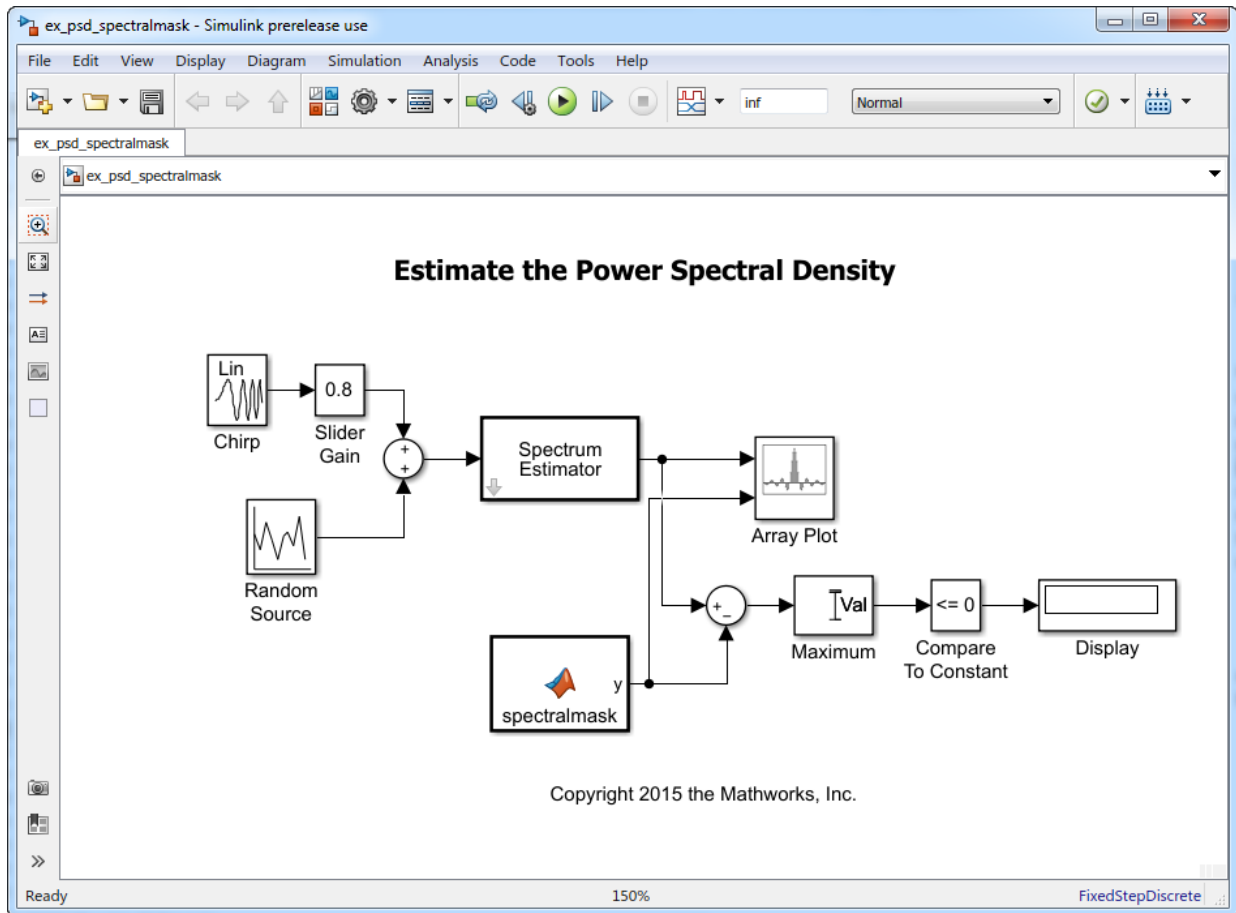 ex_psd_spectralmask - Simulink prerelease use
File Edit View Display Diagram Simulation Analysis Code Tools Help
inf Normal
ex_psd_spectralmask
ex_psd_spectralmask
Estimate the Power Spectral Density
Lin
Chirp
0.8
Slider
Gain
+
+
Spectrum
Estimator
Array Plot
Random
Source
+
-
Val
Maximum
<= 0
Compare
To Constant
Display
y
spectralmask
Copyright 2015 the Mathworks, Inc.
Ready 150% FixedStepDiscrete